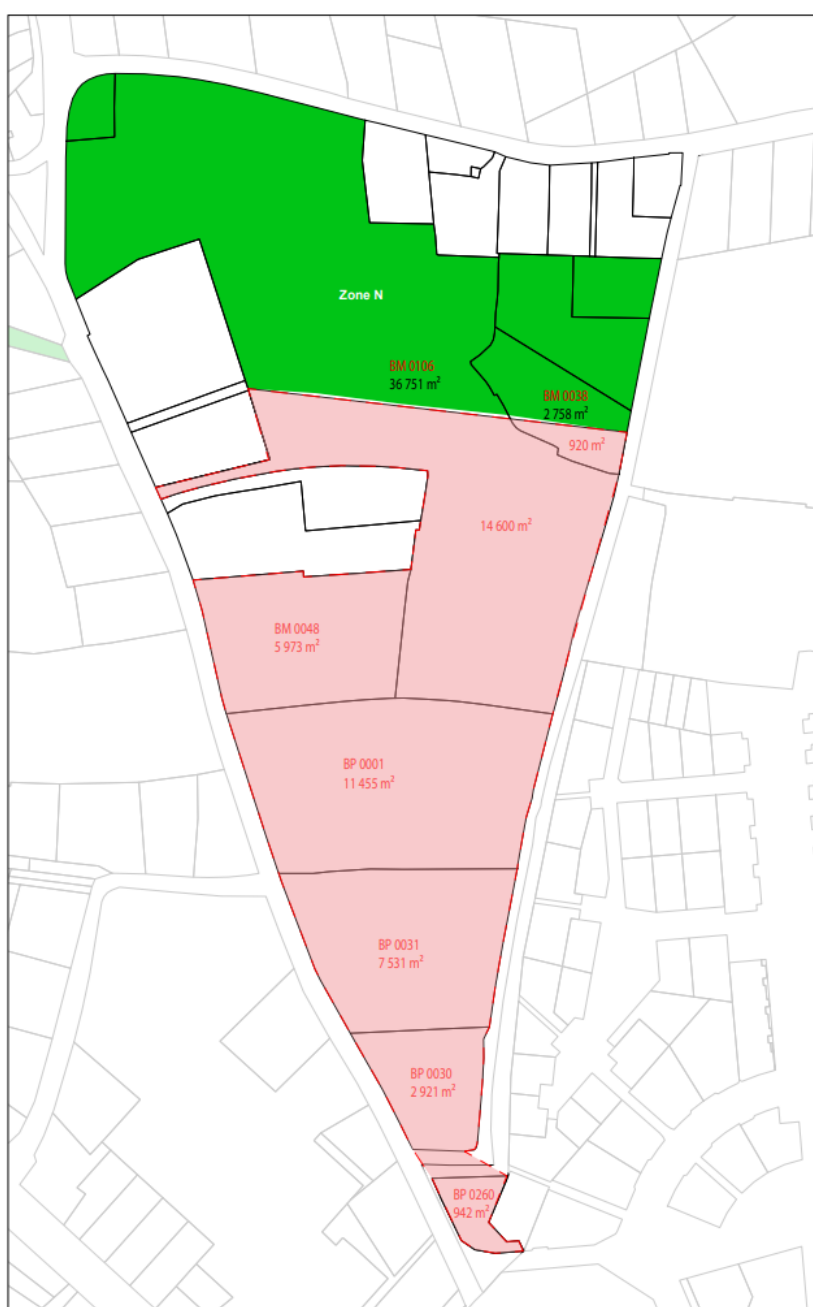 Zone N
BM 0106
36 751 m²
BM 0038
2 758 m²
920 m²
14 600 m²
BM 0048
5 973 m²
BP 0001
11 455 m²
BP 0031
7 531 m²
BP 0030
2 921 m²
BP 0260
942 m²